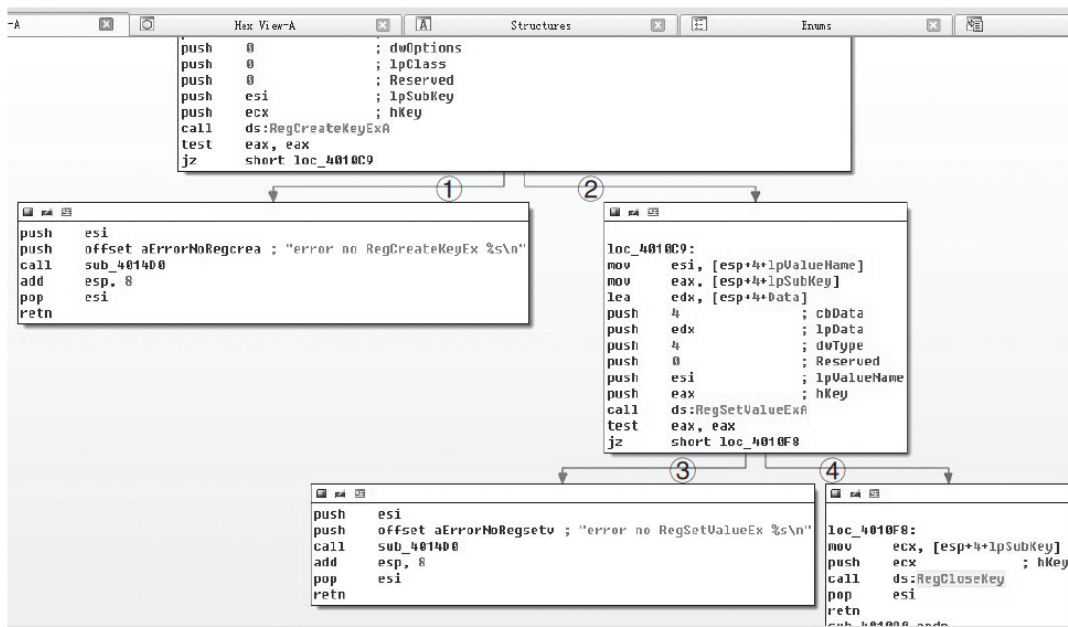 -A
Hex View-A
Structures
Enums
push 0 ; dwOptions
push 0 ; lpClass
push 0 ; Reserved
push esi ; lpSubKey
push ecx ; hKey
call ds:RegCreateKeyExA
test eax, eax
jz short loc_4010C9
①
②
push esi
push offset aErrorNoRegcrea ; "error no RegCreateKeyEx %s\n"
call sub_4014D0
add esp, 8
pop esi
retn
loc_4010C9:
mov esi, [esp+4+lpValueName]
mov eax, [esp+4+lpSubKey]
lea edx, [esp+4+Data]
push 4 ; cbData
push edx ; lpData
push 4 ; dwType
push 0 ; Reserved
push esi ; lpValueName
push eax ; hKey
call ds:RegSetValueExA
test eax, eax
jz short loc_4010F8
③
④
push esi
push offset aErrorNoRegsetv ; "error no RegSetValueEx %s\n"
call sub_4014D0
add esp, 8
pop esi
retn
loc_4010F8:
mov ecx, [esp+4+lpSubKey]
push ecx ; hKey
call ds:RegCloseKey
pop esi
retn